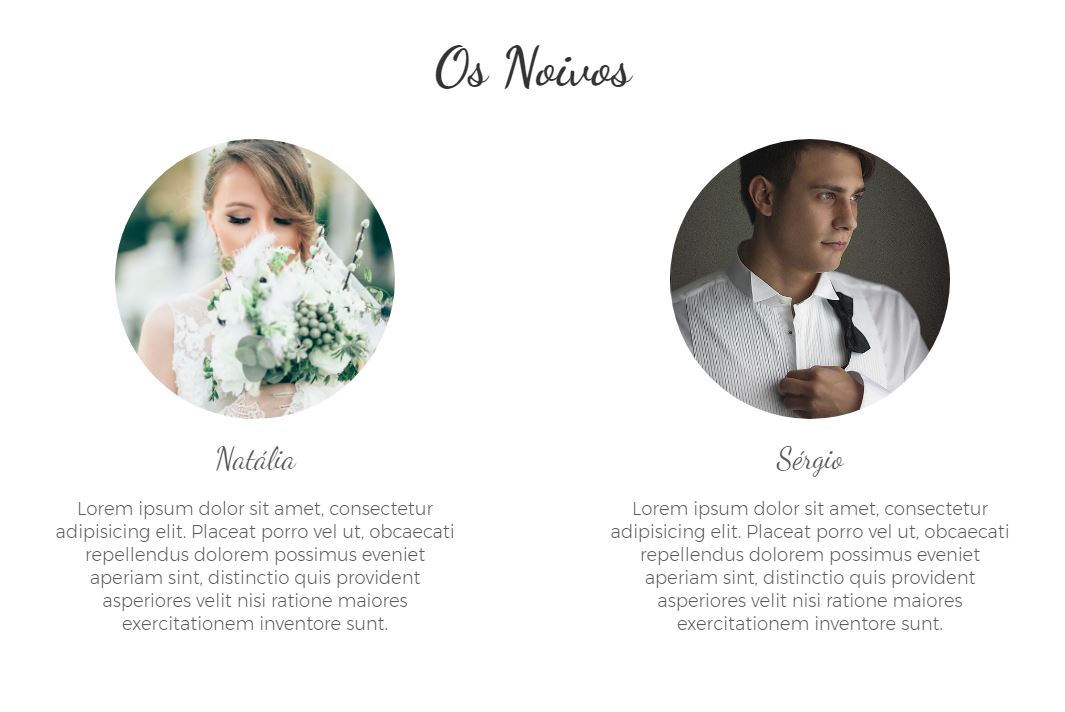 Os Noivos
Natália
Lorem ipsum dolor sit amet, consectetur
adipisicing elit. Placeat porro vel ut, obcaecati
repellendus dolorem possimus eveniet
aperiam sint, distinctio quis provident
asperiores velit nisi ratione maiores
exercitationem inventore sunt.
Sérgio
Lorem ipsum dolor sit amet, consectetur
adipisicing elit. Placeat porro vel ut, obcaecati
repellendus dolorem possimus eveniet
aperiam sint, distinctio quis provident
asperiores velit nisi ratione maiores
exercitationem inventore sunt.